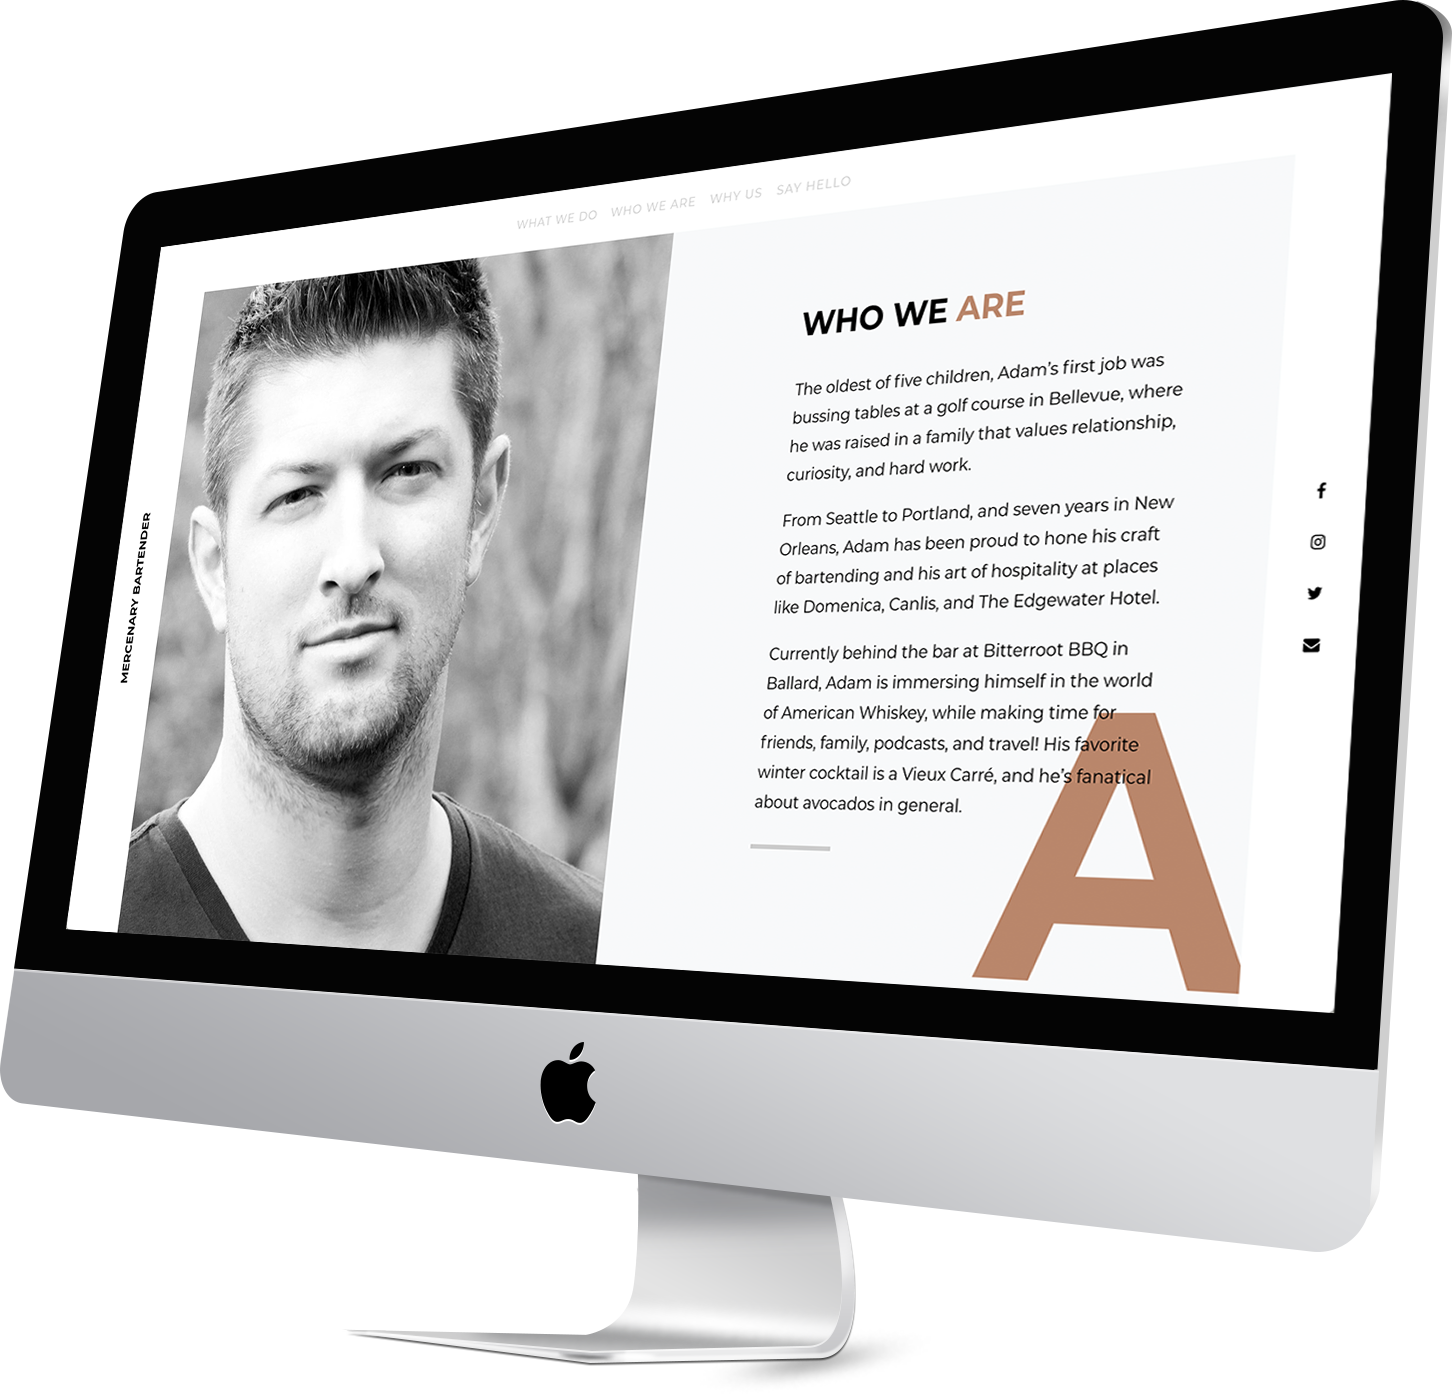 WHAT WE DO WHO WE ARE WHY US SAY HELLO
MERCENARY BARTENDER
WHO WE ARE
The oldest of five children, Adam's first job was
bussing tables at a golf course in Bellevue, where
he was raised in a family that values relationship,
curiosity, and hard work.
From Seattle to Portland, and seven years in New
Orleans, Adam has been proud to hone his craft
of bartending and his art of hospitality at places
like Domenica, Canlis, and The Edgewater Hotel.
Currently behind the bar at Bitterroot BBQ in
Ballard, Adam is immersing himself in the world
of American Whiskey, while making time for
friends, family, podcasts, and travel! His favorite
winter cocktail is a Vieux Carré, and he's fanatical
about avocados in general.
A